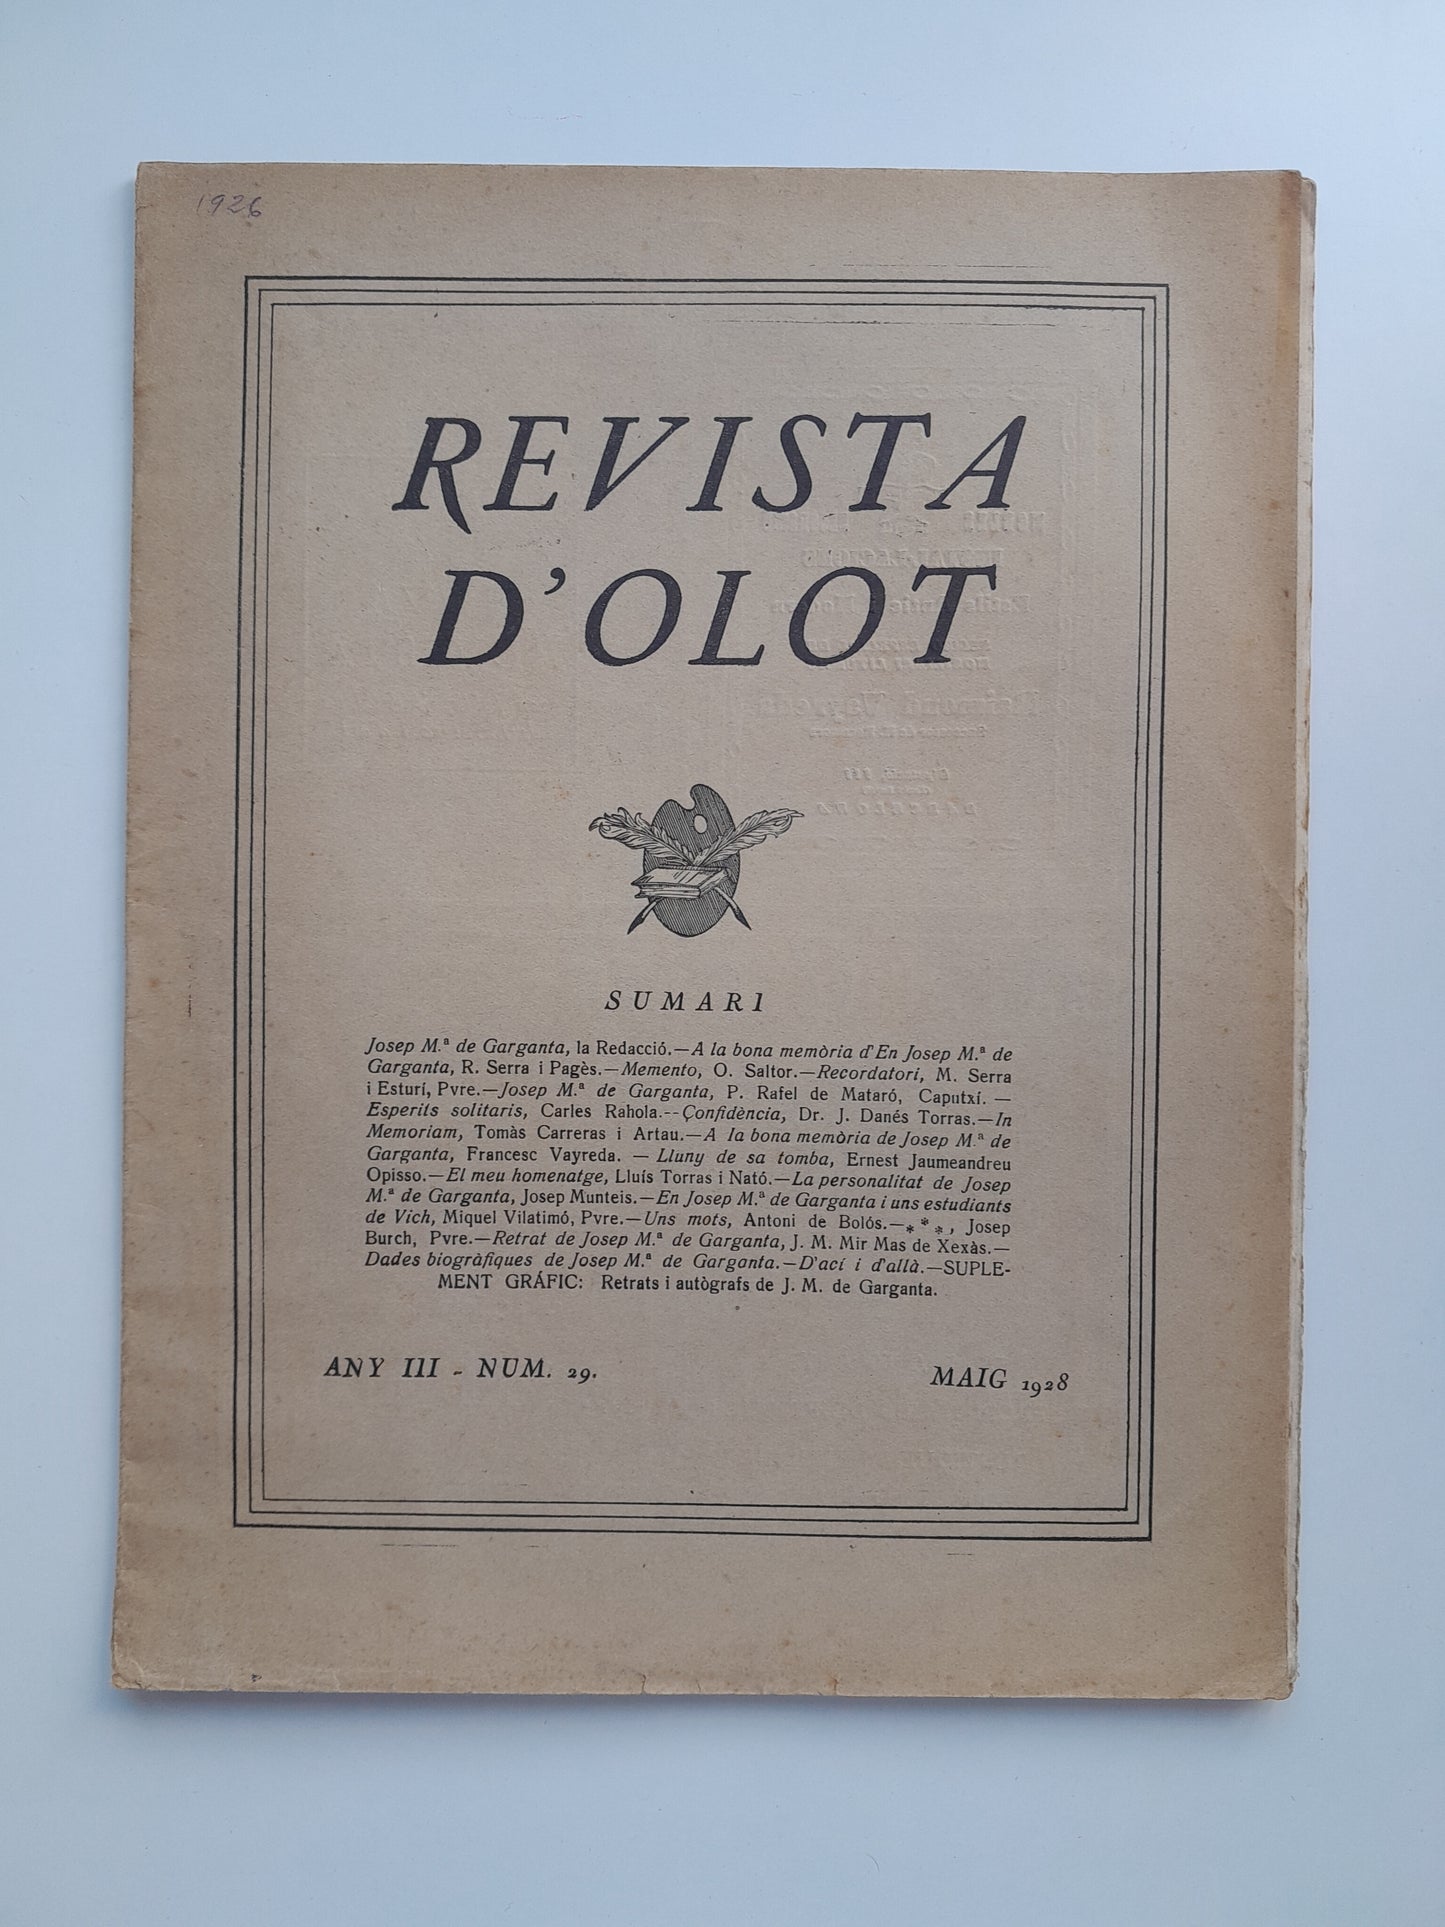 1926
REVISTA
D'OLOT
SUMARI
Josep M.ª de Garganta, la Redacció.—A la bona memòria d'En Josep M.ª de
Garganta, R. Serra i Pagès.—Memento, O. Saltor.—Recordatori, M. Serra
i Esturí, Pvre.—Josep M.ª de Garganta, P. Rafel de Mataró, Caputxí. —
Esperits solitaris, Carles Rahola.--Çonfidència, Dr. J. Danés Torras.—In
Memoriam, Tomàs Carreras i Artau.—A la bona memòria de Josep M.ª de
Garganta, Francesc Vayreda. — Lluny de sa tomba, Ernest Jaumeandreu
Opisso.—El meu homenatge, Lluís Torras i Nató.—La personalitat de Josep
M.ª de Garganta, Josep Munteis.—En Josep M.ª de Garganta i uns estudiants
de Vich, Miquel Vilatimó, Pvre.—Uns mots, Antoni de Bolós.—***, Josep
Burch, Pvre.—Retrat de Josep M.ª de Garganta, J. M. Mir Mas de Xexàs.—
Dades biogràfiques de Josep M.ª de Garganta.—D'ací i d'allà.—SUPLE-
MENT GRÁFIC: Retrats i autògrafs de J. M. de Garganta.
ANY III - NUM. 29.
MAIG 1928